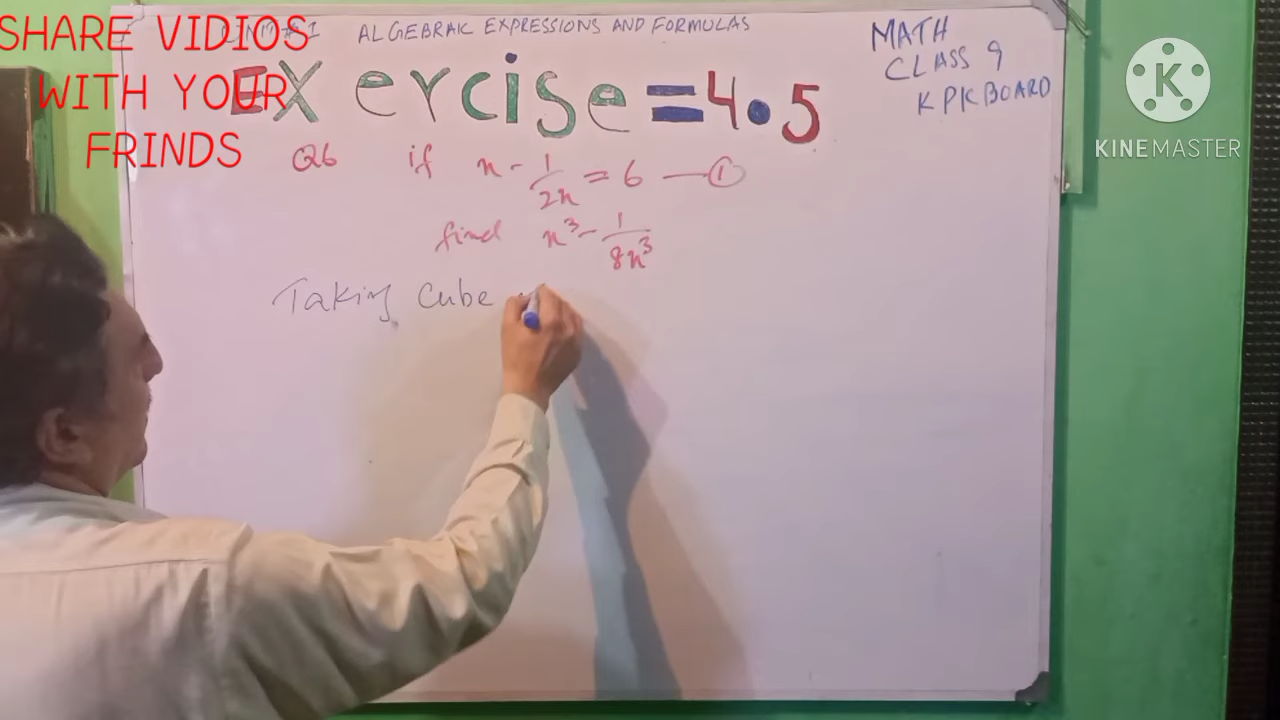 SHARE VIDIOS
WITH YOUR
FRINDS
ALGEBRAIC EXPRESSIONS AND FORMULAS
MATH
CLASS 9
KPK BOARD
K
KINEMASTER
EXercise = 4.5
Q6 if x - 1/2x = 6 — ①
find x³ - 1/8x³
Taking Cube